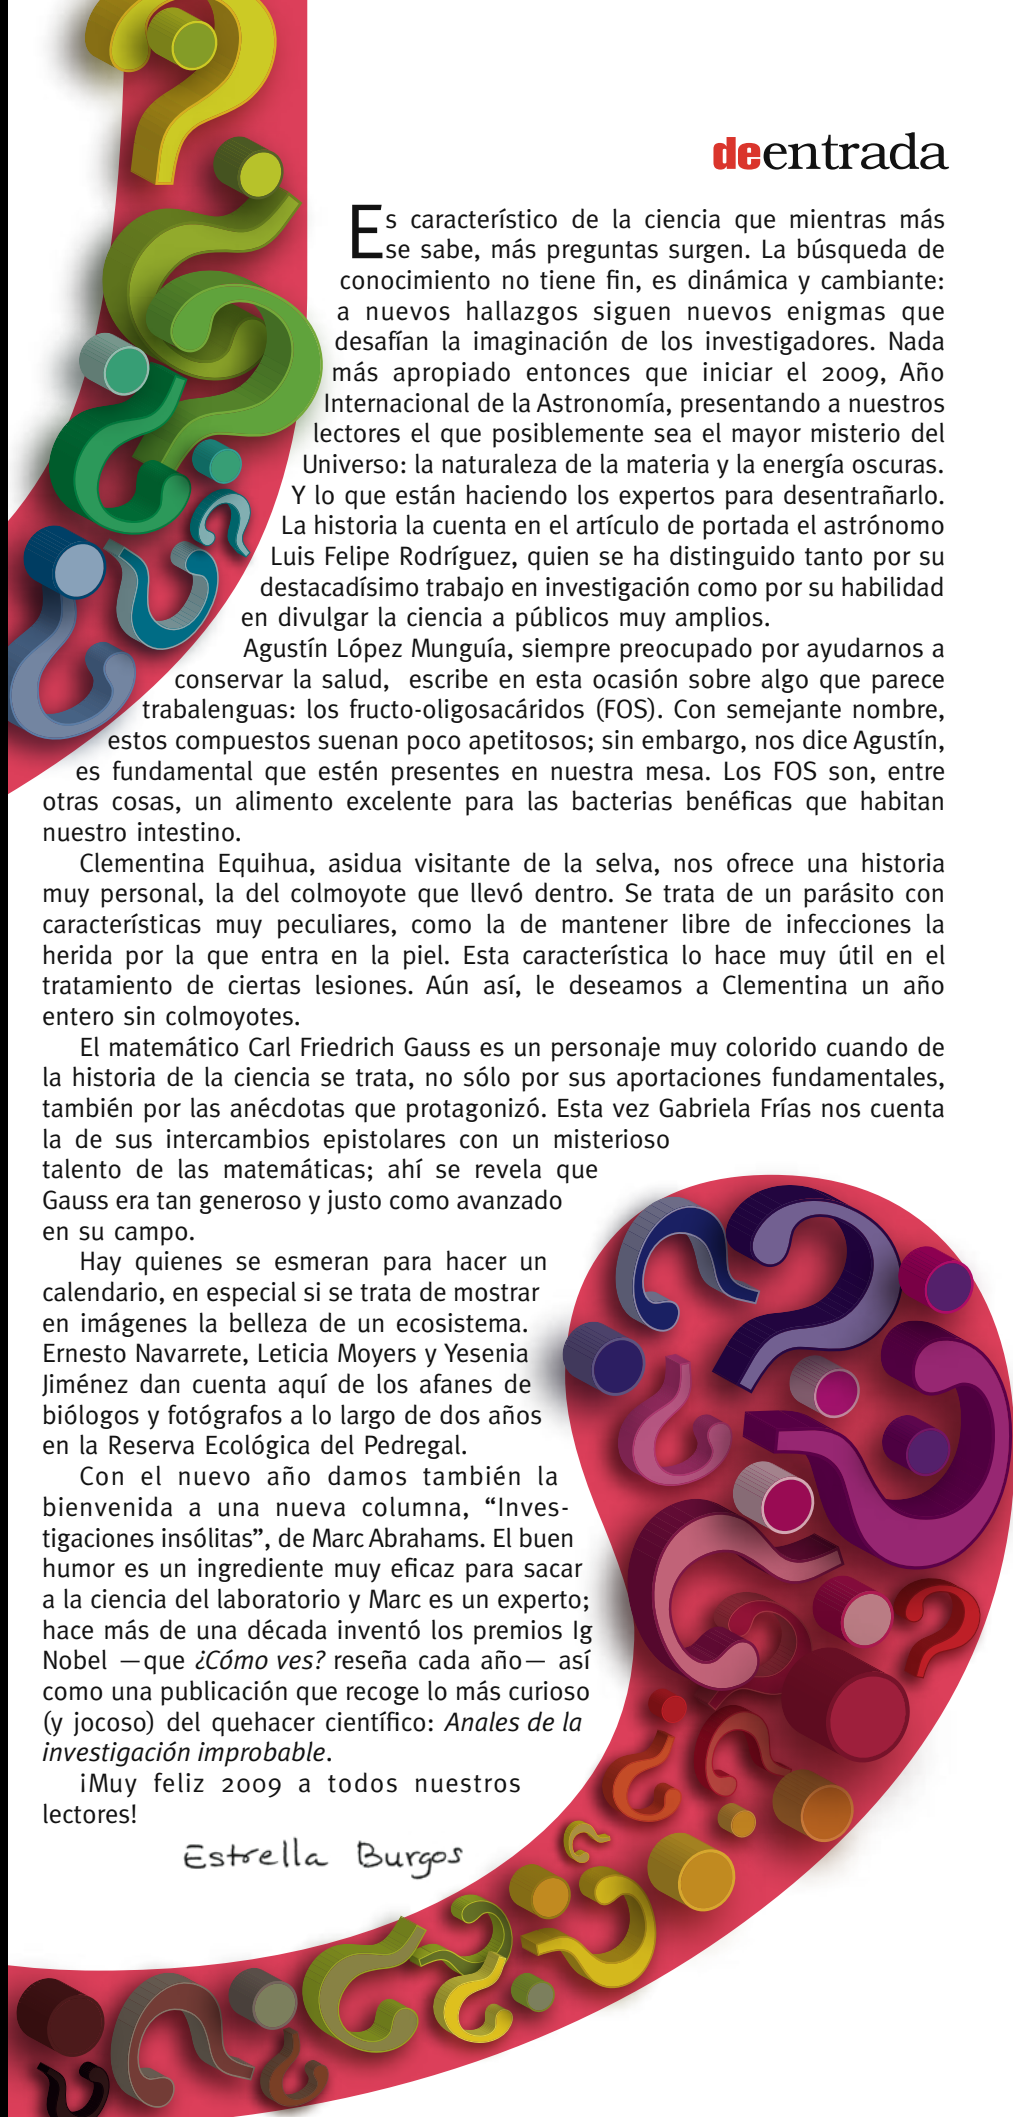 deentrada
Es característico de la ciencia que mientras más
se sabe, más preguntas surgen. La búsqueda de
conocimiento no tiene fin, es dinámica y cambiante:
a nuevos hallazgos siguen nuevos enigmas que
desafían la imaginación de los investigadores. Nada
más apropiado entonces que iniciar el 2009, Año
Internacional de la Astronomía, presentando a nuestros
lectores el que posiblemente sea el mayor misterio del
Universo: la naturaleza de la materia y la energía oscuras.
Y lo que están haciendo los expertos para desentrañarlo.
La historia la cuenta en el artículo de portada el astrónomo
Luis Felipe Rodríguez, quien se ha distinguido tanto por su
destacadísimo trabajo en investigación como por su habilidad
en divulgar la ciencia a públicos muy amplios.
Agustín López Munguía, siempre preocupado por ayudarnos a
conservar la salud, escribe en esta ocasión sobre algo que parece
trabalenguas: los fructo-oligosacáridos (FOS). Con semejante nombre,
estos compuestos suenan poco apetitosos; sin embargo, nos dice Agustín,
es fundamental que estén presentes en nuestra mesa. Los FOS son, entre
otras cosas, un alimento excelente para las bacterias benéficas que habitan
nuestro intestino.
Clementina Equihua, asidua visitante de la selva, nos ofrece una historia
muy personal, la del colmoyote que llevó dentro. Se trata de un parásito con
características muy peculiares, como la de mantener libre de infecciones la
herida por la que entra en la piel. Esta característica lo hace muy útil en el
tratamiento de ciertas lesiones. Aún así, le deseamos a Clementina un año
entero sin colmoyotes.
El matemático Carl Friedrich Gauss es un personaje muy colorido cuando de
la historia de la ciencia se trata, no sólo por sus aportaciones fundamentales,
también por las anécdotas que protagonizó. Esta vez Gabriela Frías nos cuenta
la de sus intercambios epistolares con un misterioso
talento de las matemáticas; ahí se revela que
Gauss era tan generoso y justo como avanzado
en su campo.
Hay quienes se esmeran para hacer un
calendario, en especial si se trata de mostrar
en imágenes la belleza de un ecosistema.
Ernesto Navarrete, Leticia Moyers y Yesenia
Jiménez dan cuenta aquí de los afanes de
biólogos y fotógrafos a lo largo de dos años
en la Reserva Ecológica del Pedregal.
Con el nuevo año damos también la
bienvenida a una nueva columna, “Inves-
tigaciones insólitas”, de Marc Abrahams. El buen
humor es un ingrediente muy eficaz para sacar
a la ciencia del laboratorio y Marc es un experto;
hace más de una década inventó los premios Ig
Nobel —que ¿Cómo ves? reseña cada año— así
como una publicación que recoge lo más curioso
(y jocoso) del quehacer científico: Anales de la
investigación improbable.
¡Muy feliz 2009 a todos nuestros
lectores!
Estrella Burgos